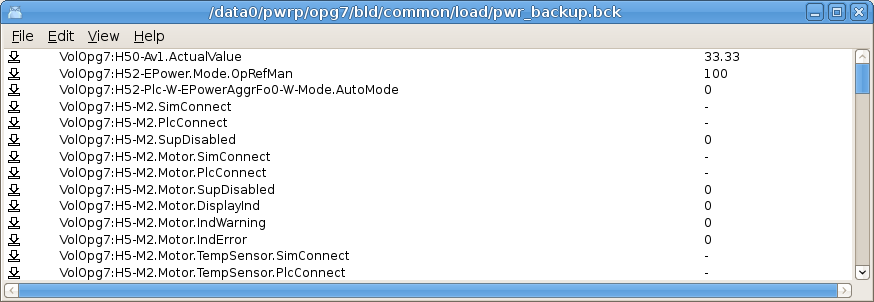 /data0/pwrp/opg7/bld/common/load/pwr_backup.bck
File Edit View Help
VolOpg7:H50-Av1.ActualValue 33.33
VolOpg7:H52-EPower.Mode.OpRefMan 100
VolOpg7:H52-Plc-W-EPowerAggrFo0-W-Mode.AutoMode 0
VolOpg7:H5-M2.SimConnect -
VolOpg7:H5-M2.PlcConnect -
VolOpg7:H5-M2.SupDisabled 0
VolOpg7:H5-M2.Motor.SimConnect -
VolOpg7:H5-M2.Motor.PlcConnect -
VolOpg7:H5-M2.Motor.SupDisabled 0
VolOpg7:H5-M2.Motor.DisplayInd 0
VolOpg7:H5-M2.Motor.IndWarning 0
VolOpg7:H5-M2.Motor.IndError 0
VolOpg7:H5-M2.Motor.TempSensor.SimConnect -
VolOpg7:H5-M2.Motor.TempSensor.PlcConnect -